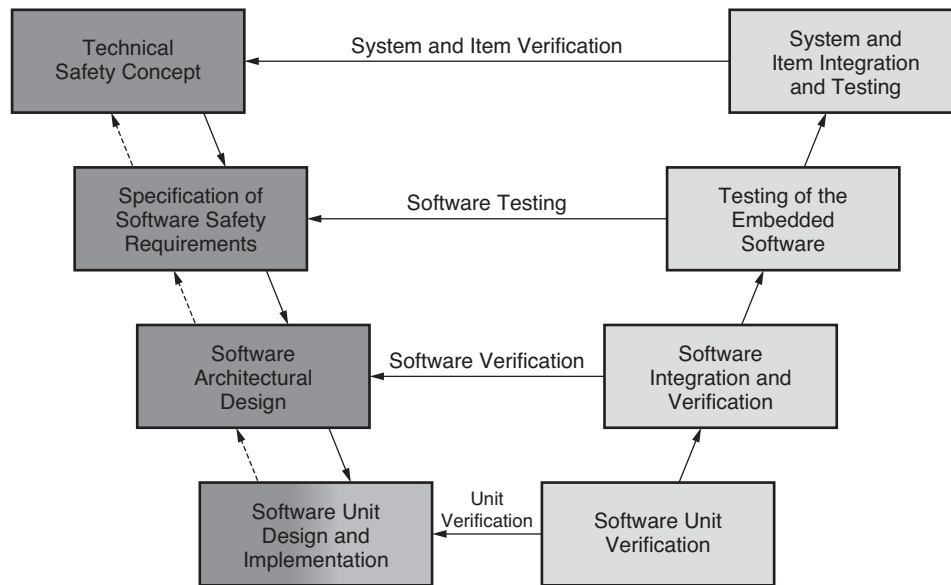 Technical
Safety Concept
System and Item Verification
System and
Item Integration
and Testing
Specification of
Software Safety
Requirements
Software Testing
Testing of the
Embedded
Software
Software
Architectural
Design
Software Verification
Software
Integration and
Verification
Software Unit
Design and
Implementation
Unit
Verification
Software Unit
Verification